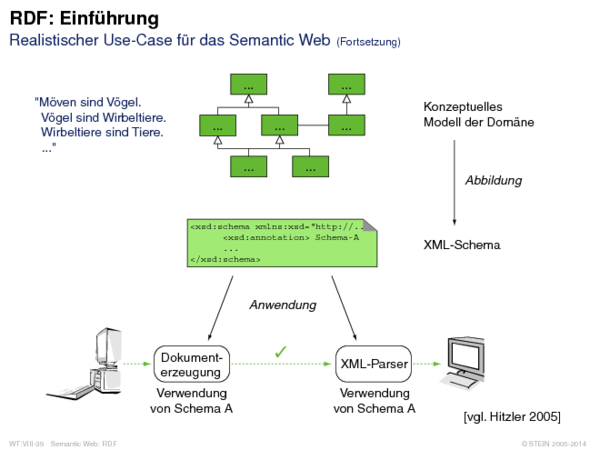 RDF: Einführung
Realistischer Use-Case für das Semantic Web (Fortsetzung)
"Möven sind Vögel.
Vögel sind Wirbeltiere.
Wirbeltiere sind Tiere.
..."
... ...
... ... ...
... ...
Konzeptuelles
Modell der Domäne
Abbildung
XML-Schema
<xsd:schema xmlns:xsd="http://..
<xsd:annotation> Schema-A
...
</xsd:schema>
Anwendung
Dokument-
erzeugung
✓
XML-Parser
Verwendung
von Schema A
Verwendung
von Schema A
[vgl. Hitzler 2005]
WT:VIII-39 Semantic Web: RDF
© STEIN 2005-2014